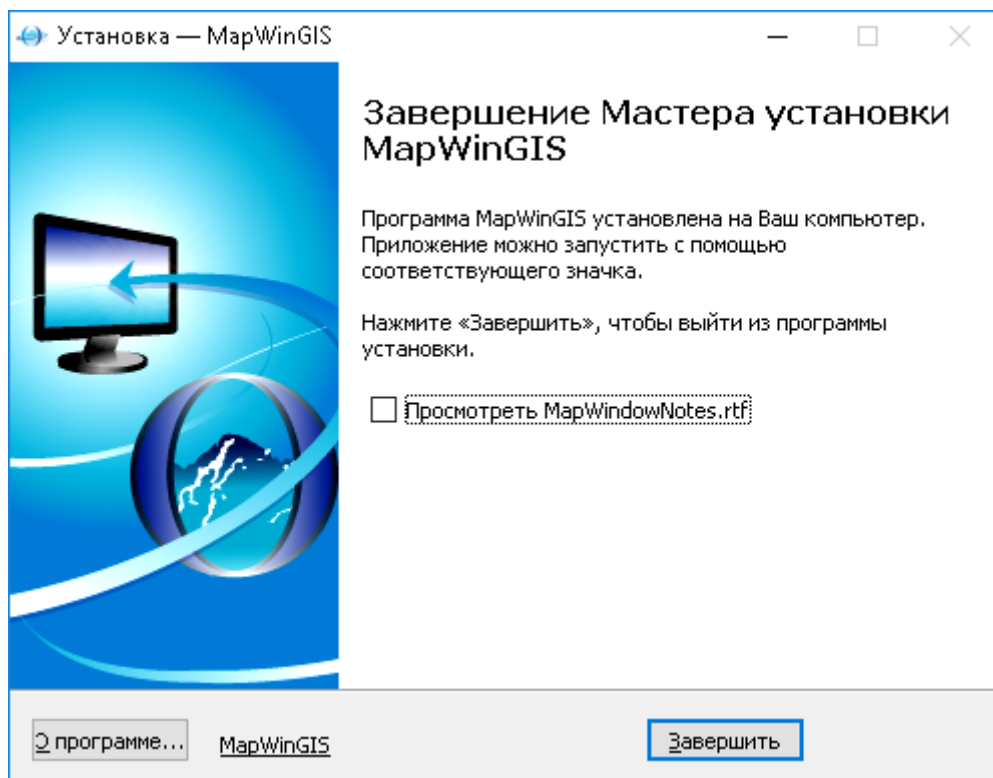 Установка — MapWinGIS
Завершение Мастера установки
MapWinGIS
Программа MapWinGIS установлена на Ваш компьютер.
Приложение можно запустить с помощью
соответствующего значка.
Нажмите «Завершить», чтобы выйти из программы
установки.
Просмотреть MapWindowNotes.rtf
О программе...
MapWinGIS
Завершить